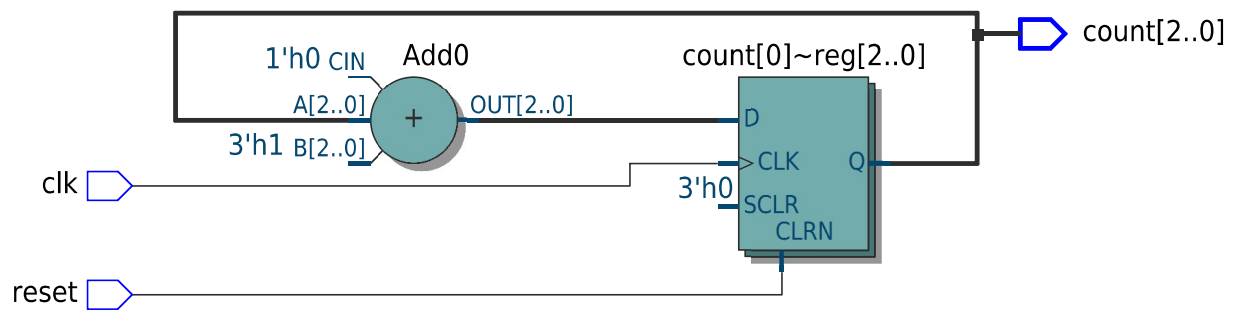 count[2..0]
Add0
count[0]~reg[2..0]
1'h0 CIN
A[2..0]
OUT[2..0]
+
D
3'h1 B[2..0]
CLK
Q
clk
3'h0
SCLR
CLRN
reset